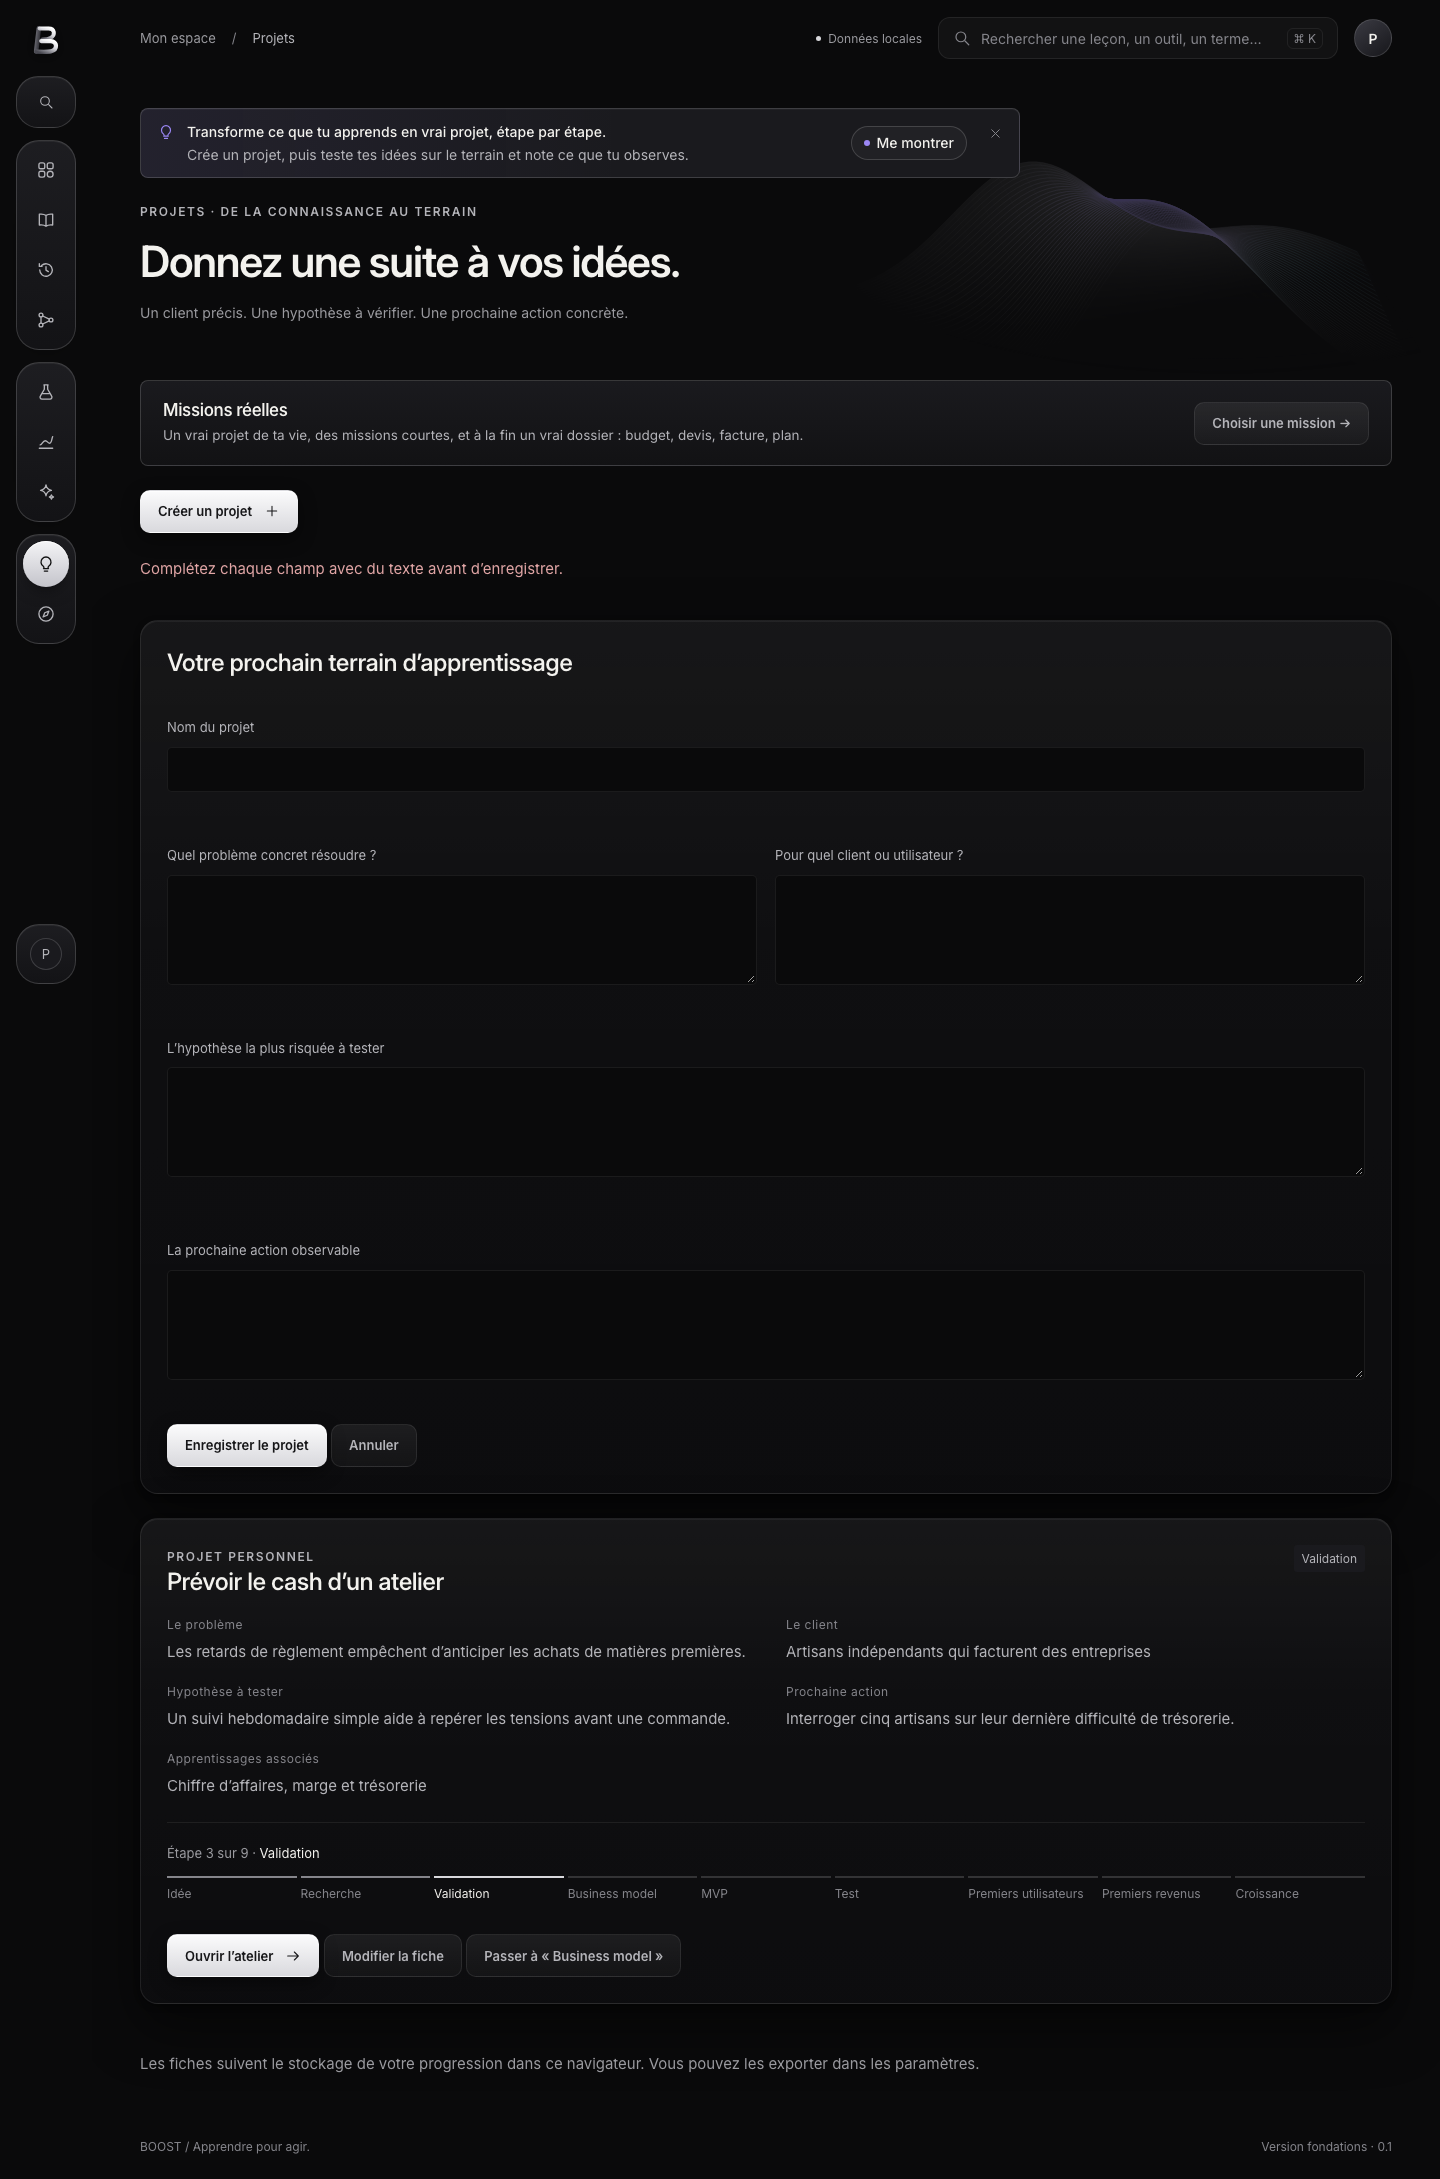 B
Mon espace / Projets
Données locales
Rechercher une leçon, un outil, un terme...
⌘ K
P
Transforme ce que tu apprends en vrai projet, étape par étape.
Crée un projet, puis teste tes idées sur le terrain et note ce que tu observes.
Me montrer
PROJETS · DE LA CONNAISSANCE AU TERRAIN
Donnez une suite à vos idées.
Un client précis. Une hypothèse à vérifier. Une prochaine action concrète.
Missions réelles
Un vrai projet de ta vie, des missions courtes, et à la fin un vrai dossier : budget, devis, facture, plan.
Choisir une mission →
Créer un projet +
Complétez chaque champ avec du texte avant d’enregistrer.
Votre prochain terrain d’apprentissage
Nom du projet
Quel problème concret résoudre ?
Pour quel client ou utilisateur ?
P
L’hypothèse la plus risquée à tester
La prochaine action observable
Enregistrer le projet
Annuler
PROJET PERSONNEL
Validation
Prévoir le cash d’un atelier
Le problème
Les retards de règlement empêchent d’anticiper les achats de matières premières.
Le client
Artisans indépendants qui facturent des entreprises
Hypothèse à tester
Un suivi hebdomadaire simple aide à repérer les tensions avant une commande.
Prochaine action
Interroger cinq artisans sur leur dernière difficulté de trésorerie.
Apprentissages associés
Chiffre d’affaires, marge et trésorerie
Étape 3 sur 9 · Validation
Idée
Recherche
Validation
Business model
MVP
Test
Premiers utilisateurs
Premiers revenus
Croissance
Ouvrir l’atelier →
Modifier la fiche
Passer à « Business model »
Les fiches suivent le stockage de votre progression dans ce navigateur. Vous pouvez les exporter dans les paramètres.
BOOST / Apprendre pour agir.
Version fondations · 0.1